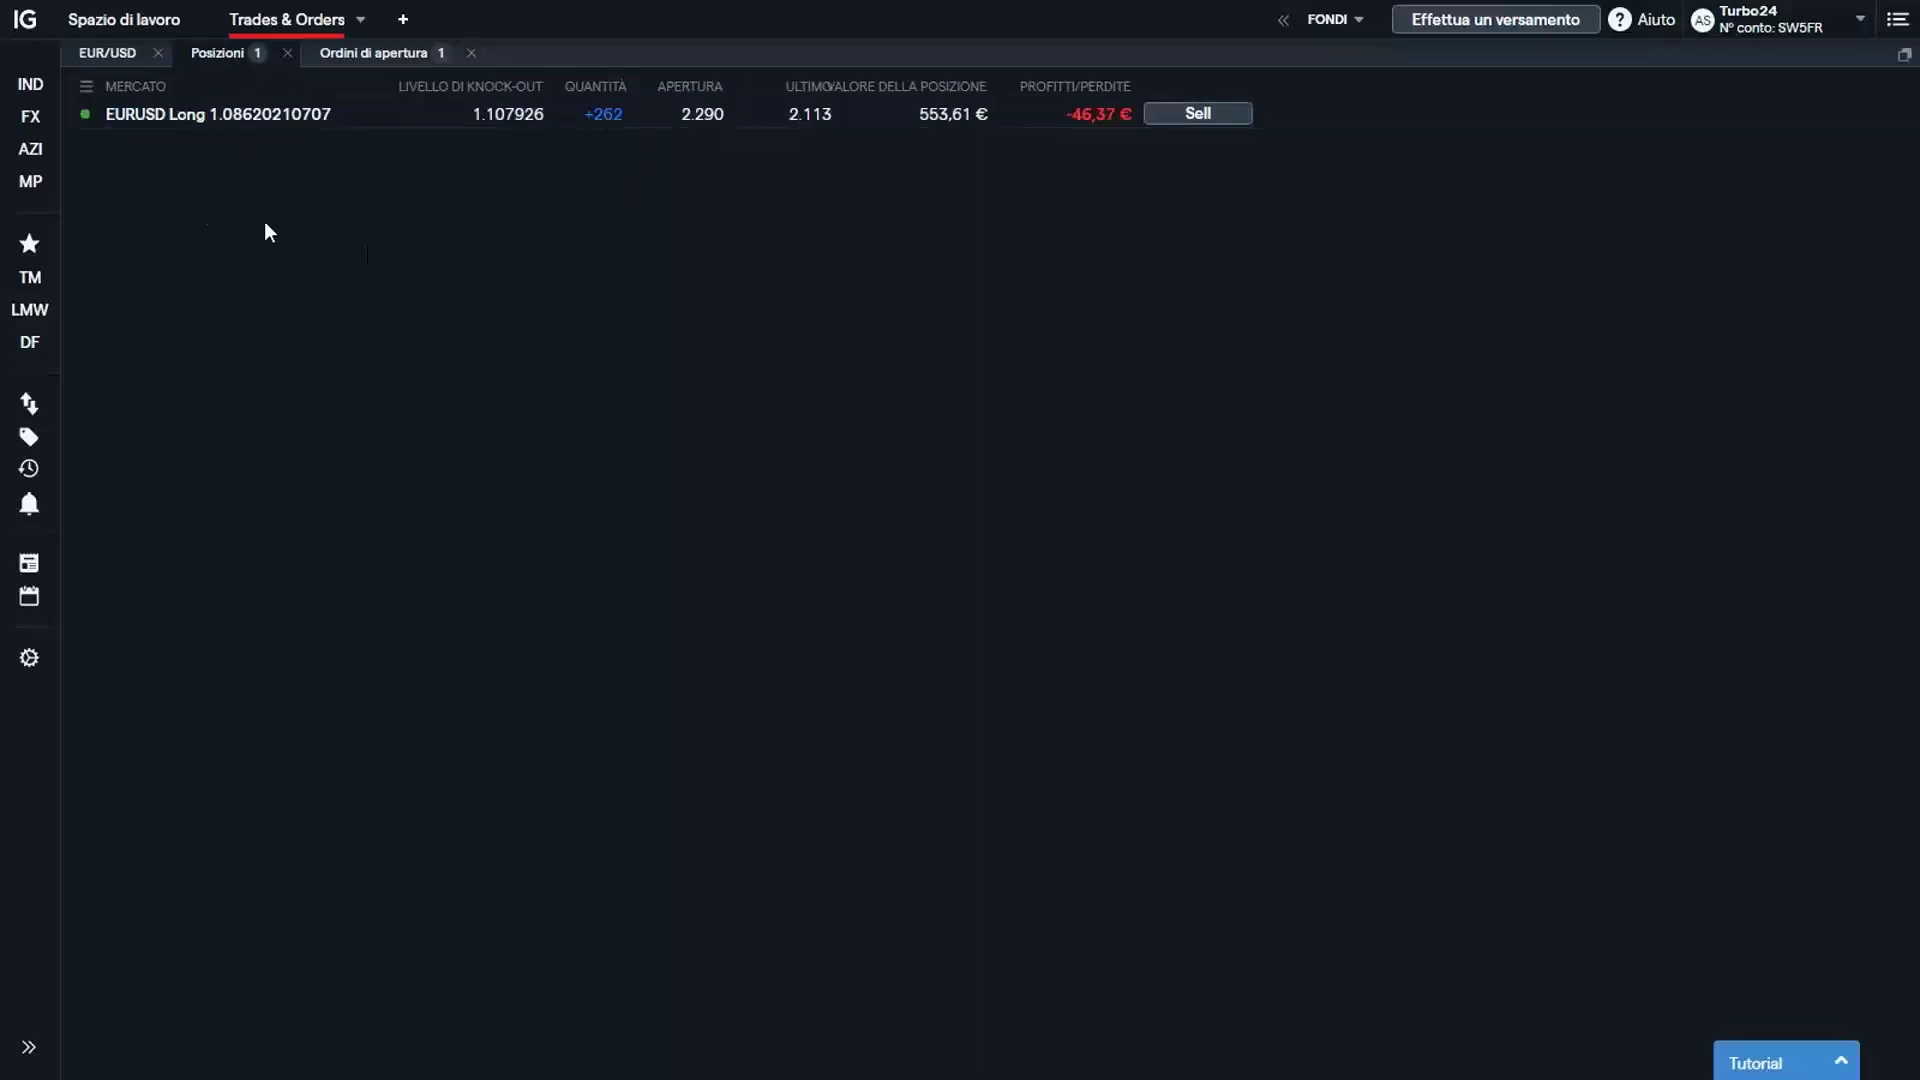 IG Spazio di lavoro Trades & Orders + FONDI Effettua un versamento ? Aiuto AS Turbo24
Nº conto: SW5FR
EUR/USD Posizioni 1 Ordini di apertura 1
MERCATO LIVELLO DI KNOCK-OUT QUANTITÀ APERTURA ULTIMO VALORE DELLA POSIZIONE PROFITTI/PERDITE
EURUSD Long 1.08620210707 1.107926 +262 2.290 2.113 553,61 € -46,37 € Sell
IND
FX
AZI
MP
TM
LMW
DF
Tutorial